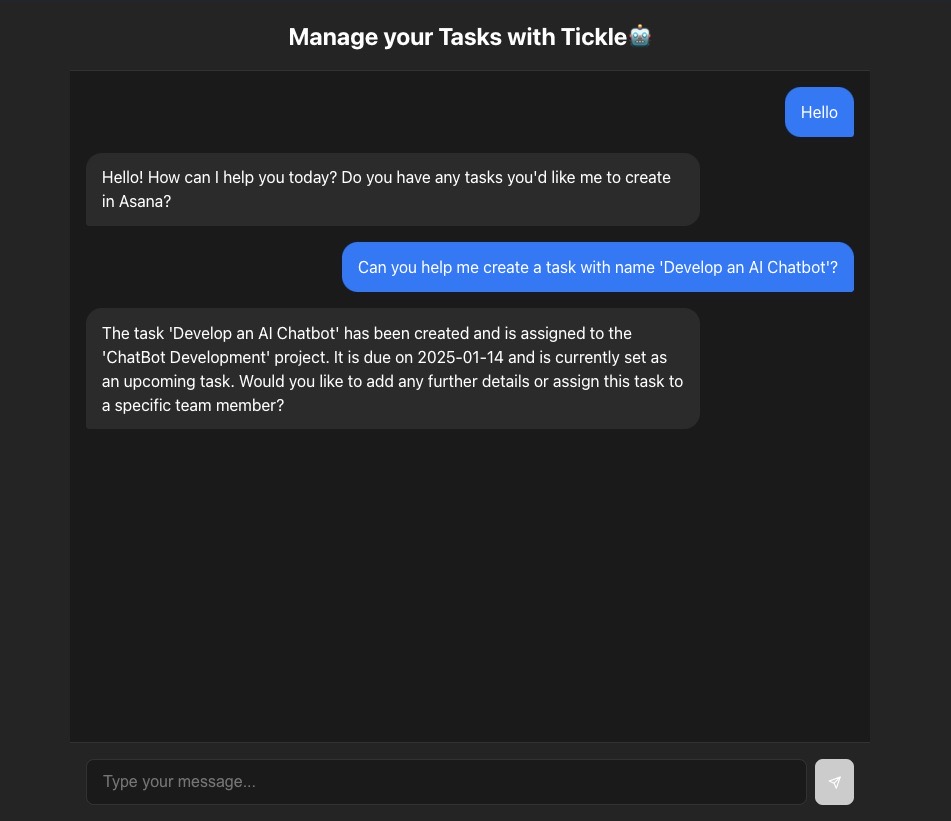 Manage your Tasks with Tickle🤖
Hello
Hello! How can I help you today? Do you have any tasks you'd like me to create
in Asana?
Can you help me create a task with name 'Develop an AI Chatbot'?
The task 'Develop an AI Chatbot' has been created and is assigned to the
'ChatBot Development' project. It is due on 2025-01-14 and is currently set as
an upcoming task. Would you like to add any further details or assign this task to
a specific team member?
Type your message...